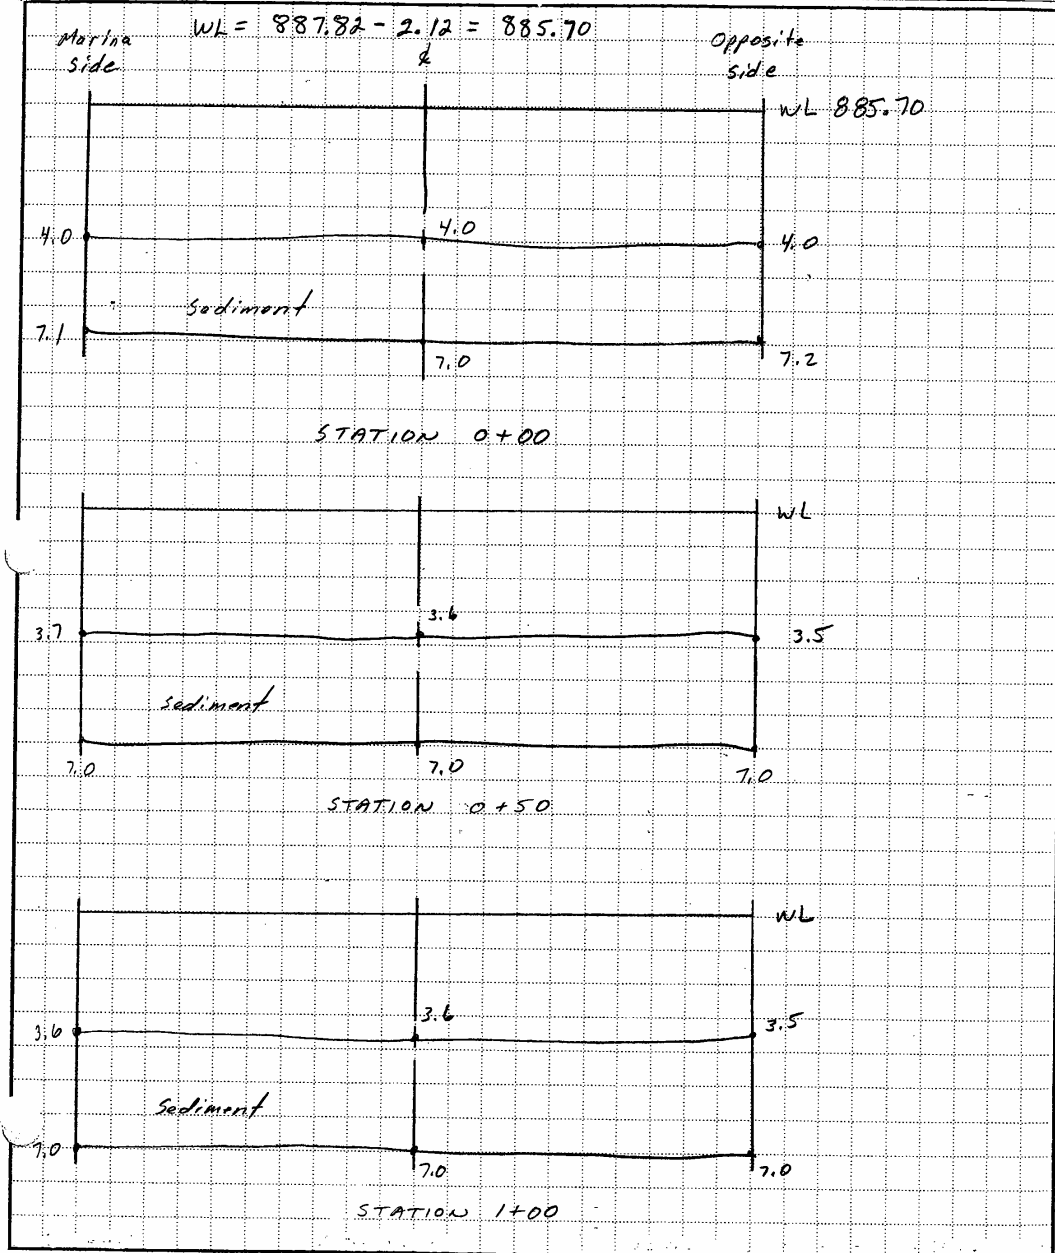 WL = 887.82 - 2.12 = 885.70
Marina side
℄
Opposite side
WL 885.70
4.0
4.0
4.0
Sediment
7.1
7.0
7.2
STATION 0+00
WL
3.7
3.6
3.5
Sediment
7.0
7.0
7.0
STATION 0+50
WL
3.6
3.6
3.5
Sediment
7.0
7.0
7.0
STATION 1+00